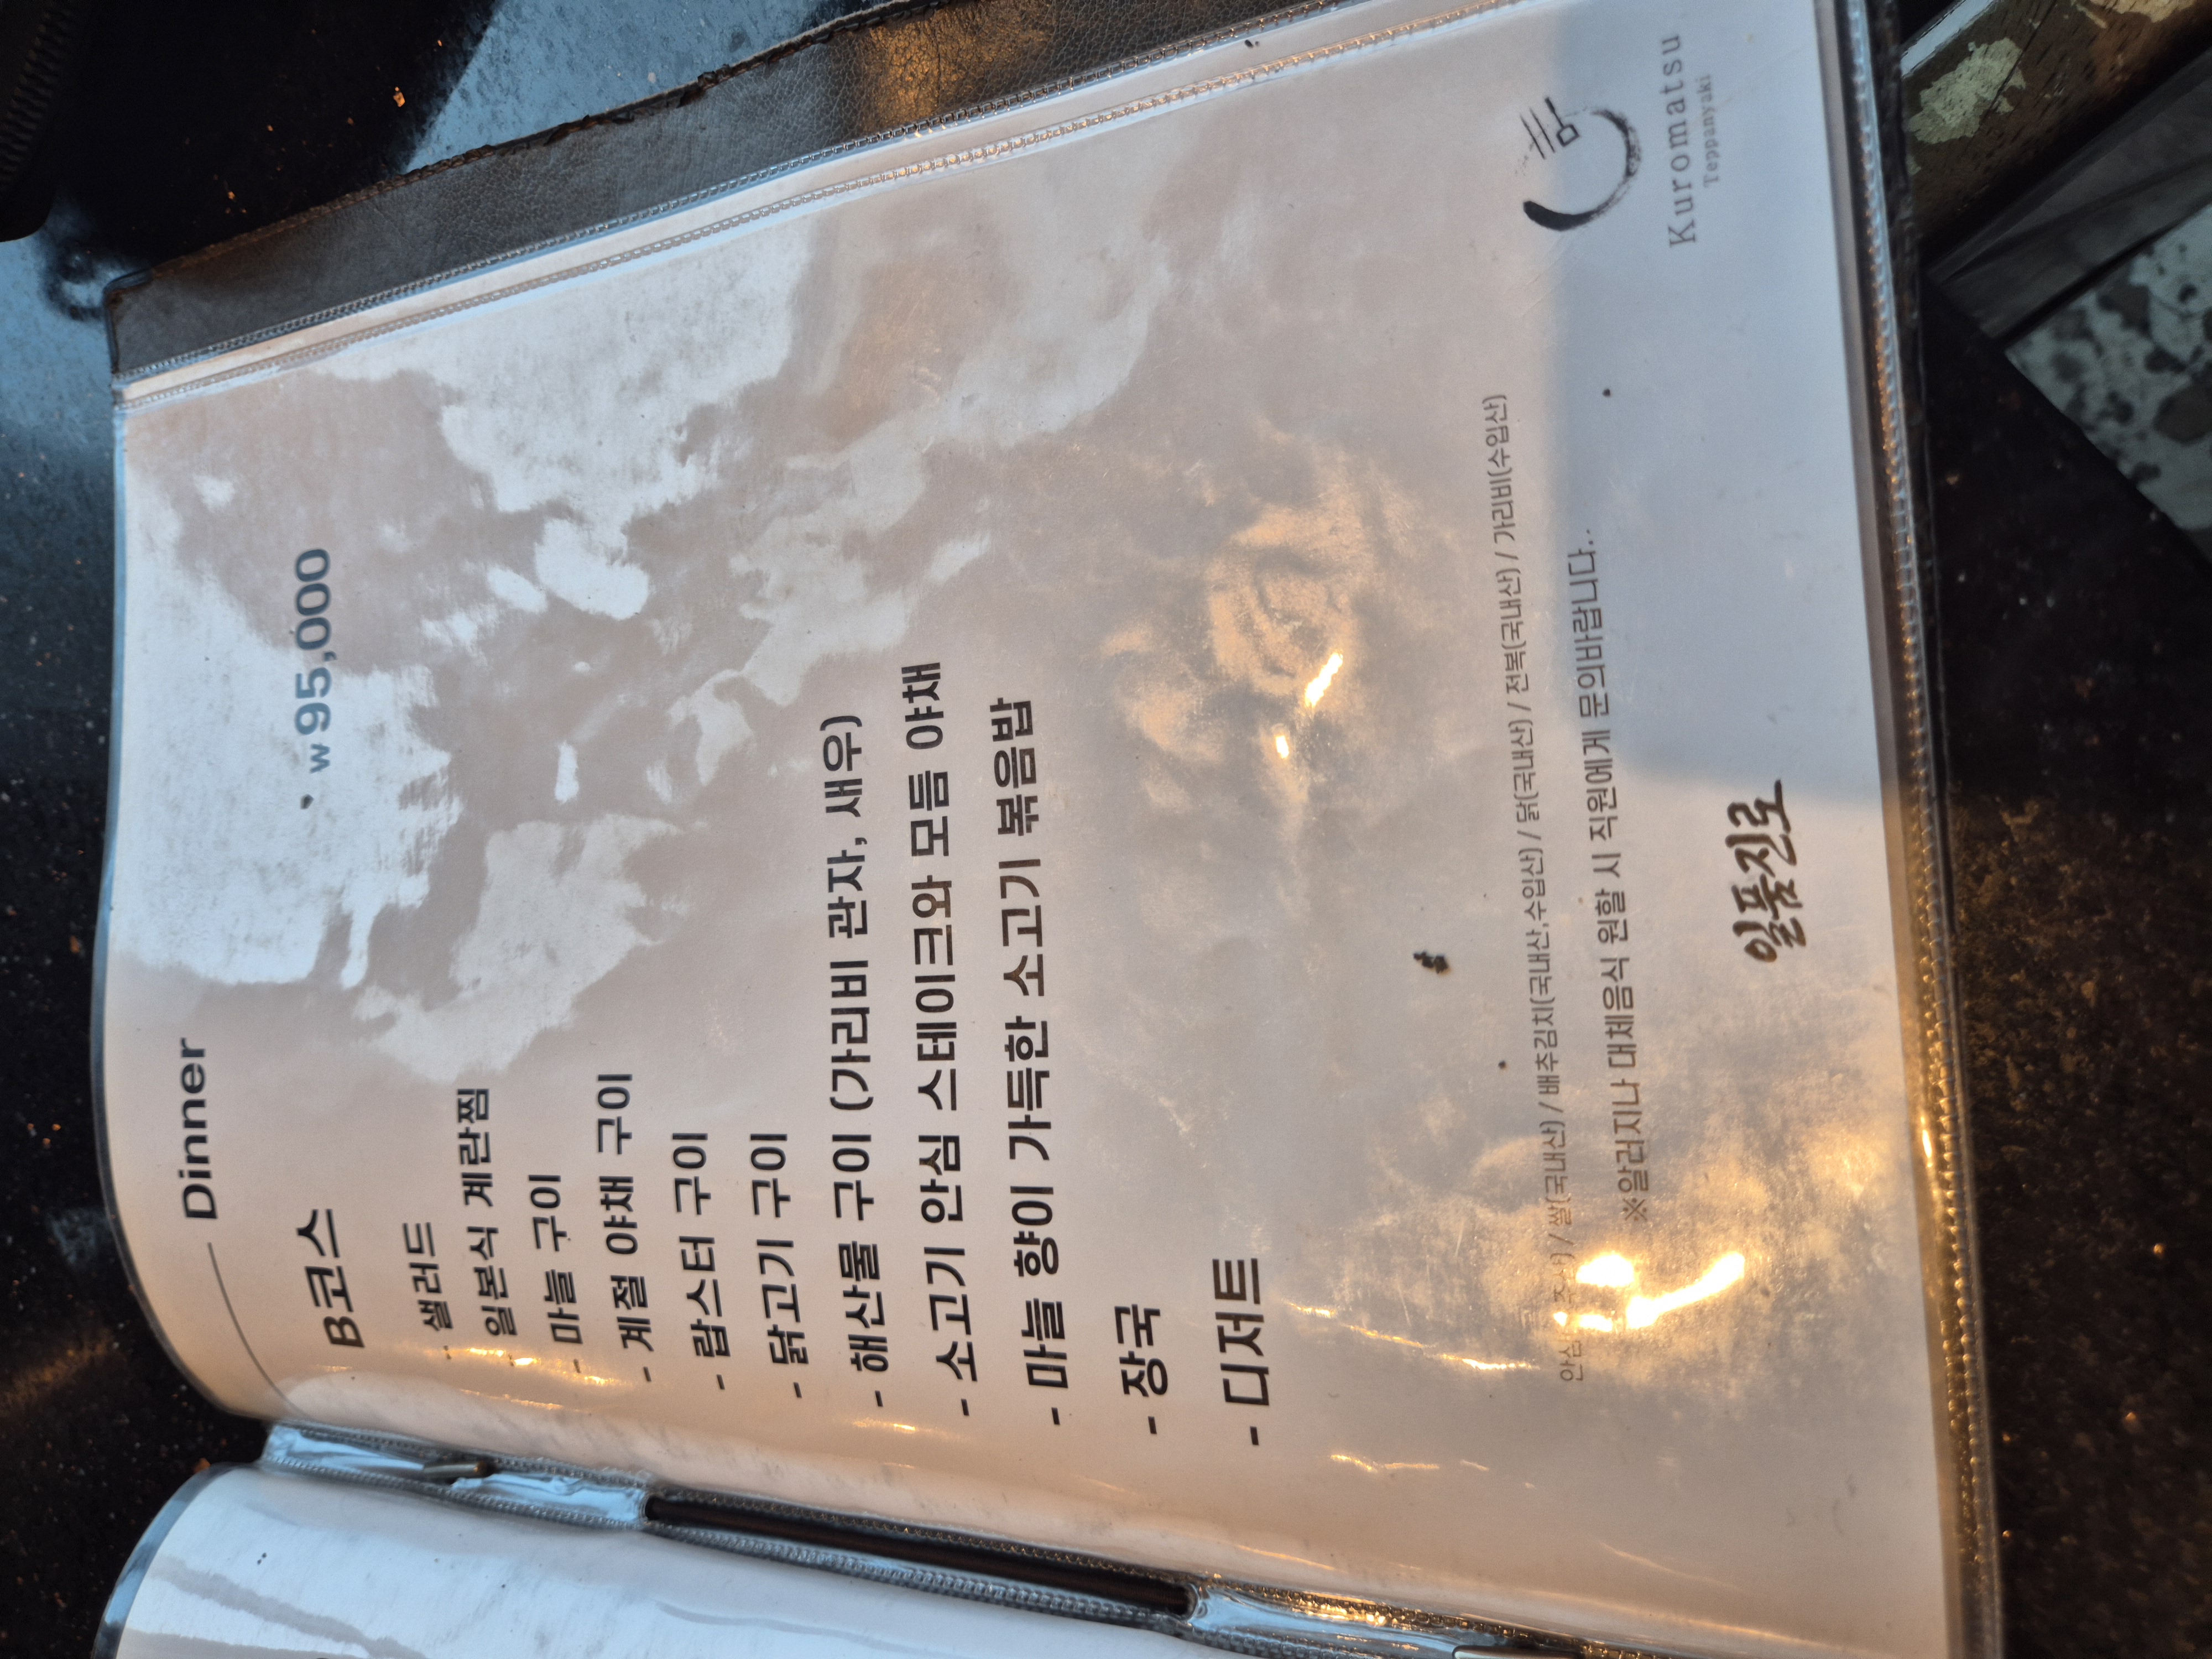 Dinner
B코스
₩95,000
- 샐러드
- 일본식 계란찜
- 마늘 구이
- 계절 야채 구이
- 랍스터 구이
- 닭고기 구이
- 해산물 구이 (가리비 관자, 새우)
- 소고기 안심 스테이크와 모듬 야채
- 마늘 향이 가득한 소고기 볶음밥
- 장국
- 디저트
안심( ) / 쌀(국내산) / 배추김치(국내산,수입산) / 닭(국내산) / 전복(국내산) / 가리비(수입산)
※알러지나 대체음식 원할 시 직원에게 문의바랍니다..
일품진로
Kuromatsu
Teppanyaki